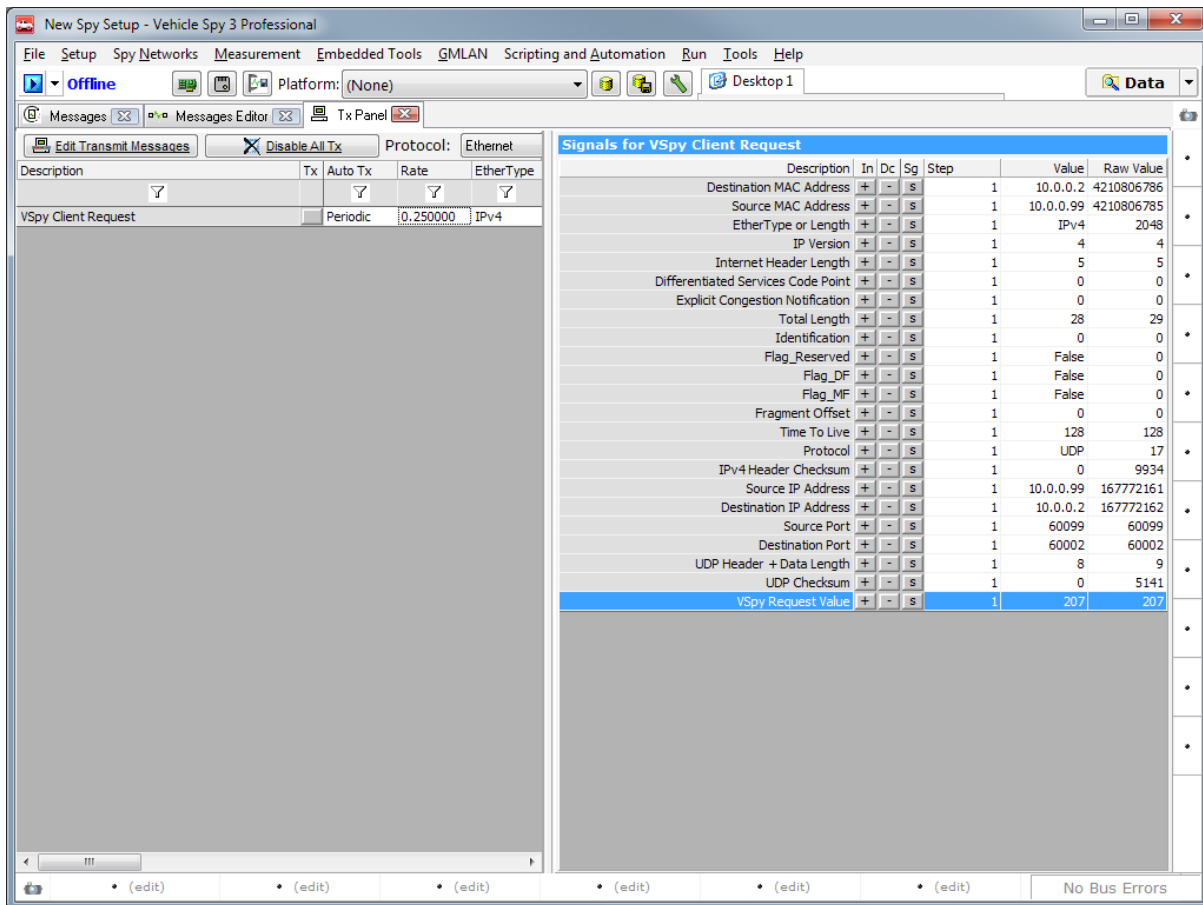 New Spy Setup - Vehicle Spy 3 Professional
File Setup Spy Networks Measurement Embedded Tools GMLAN Scripting and Automation Run Tools Help
Offline Platform: (None) Desktop 1 Data
Messages Messages Editor Tx Panel
Edit Transmit Messages Disable All Tx Protocol: Ethernet
Description Tx Auto Tx Rate EtherType
VSpy Client Request Periodic 0.250000 IPv4
Signals for VSpy Client Request
Description In Dc Sg Step Value Raw Value
Destination MAC Address + - s 1 10.0.0.2 4210806786
Source MAC Address + - s 1 10.0.0.99 4210806785
EtherType or Length + - s 1 IPv4 2048
IP Version + - s 1 4 4
Internet Header Length + - s 1 5 5
Differentiated Services Code Point + - s 1 0 0
Explicit Congestion Notification + - s 1 0 0
Total Length + - s 1 28 29
Identification + - s 1 0 0
Flag_Reserved + - s 1 False 0
Flag_DF + - s 1 False 0
Flag_MF + - s 1 False 0
Fragment Offset + - s 1 0 0
Time To Live + - s 1 128 128
Protocol + - s 1 UDP 17
IPv4 Header Checksum + - s 1 0 9934
Source IP Address + - s 1 10.0.0.99 167772161
Destination IP Address + - s 1 10.0.0.2 167772162
Source Port + - s 1 60099 60099
Destination Port + - s 1 60002 60002
UDP Header + Data Length + - s 1 8 9
UDP Checksum + - s 1 0 5141
VSpy Request Value + - s 1 207 207
(edit) (edit) (edit) (edit) (edit) (edit) No Bus Errors